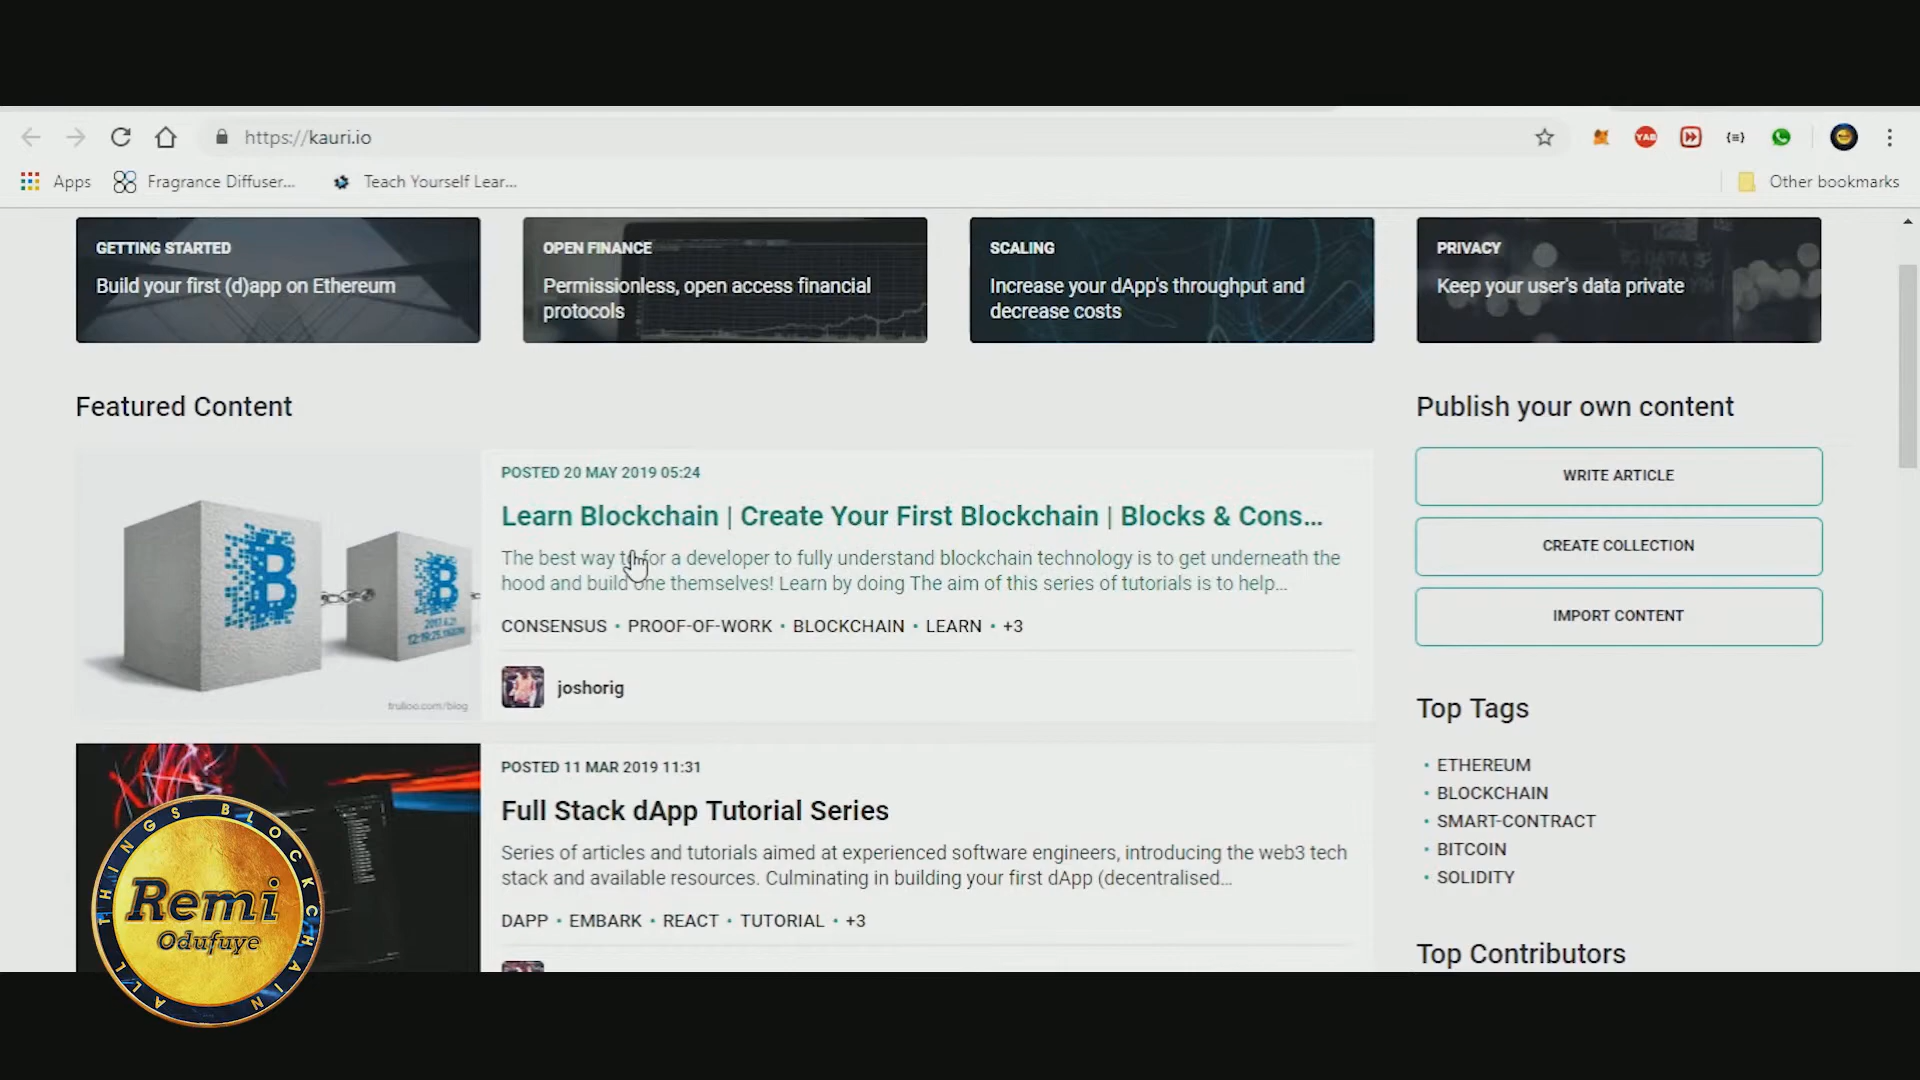 https://kauri.io
Apps
Fragrance Diffuser...
Teach Yourself Lear...
Other bookmarks
GETTING STARTED
Build your first (d)app on Ethereum
OPEN FINANCE
Permissionless, open access financial
protocols
SCALING
Increase your dApp's throughput and
decrease costs
PRIVACY
Keep your user's data private
Featured Content
POSTED 20 MAY 2019 05:24
Learn Blockchain | Create Your First Blockchain | Blocks & Cons...
The best way to for a developer to fully understand blockchain technology is to get underneath the
hood and build one themselves! Learn by doing The aim of this series of tutorials is to help...
CONSENSUS • PROOF-OF-WORK • BLOCKCHAIN • LEARN • +3
joshorig
trulioo.com/blog
POSTED 11 MAR 2019 11:31
Full Stack dApp Tutorial Series
Series of articles and tutorials aimed at experienced software engineers, introducing the web3 tech
stack and available resources. Culminating in building your first dApp (decentralised...
DAPP • EMBARK • REACT • TUTORIAL • +3
Publish your own content
WRITE ARTICLE
CREATE COLLECTION
IMPORT CONTENT
Top Tags
• ETHEREUM
• BLOCKCHAIN
• SMART-CONTRACT
• BITCOIN
• SOLIDITY
Top Contributors
ALL THINGS BLOCKCHAIN
Remi
Odufuye